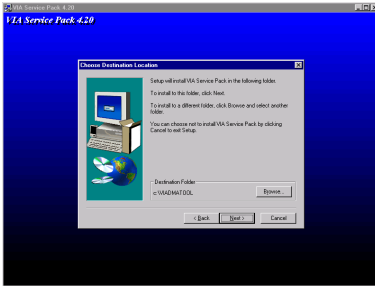 VIA Service Pack 4.20
VIA Service Pack 4.20
Choose Destination Location
Setup will install VIA Service Pack in the following folder.
To install to this folder, click Next.
To install to a different folder, click Browse and select another
folder.
You can choose not to install VIA Service Pack by clicking
Cancel to exit Setup.
Destination Folder
c:\VIADMATOOL
Browse...
< Back
Next >
Cancel